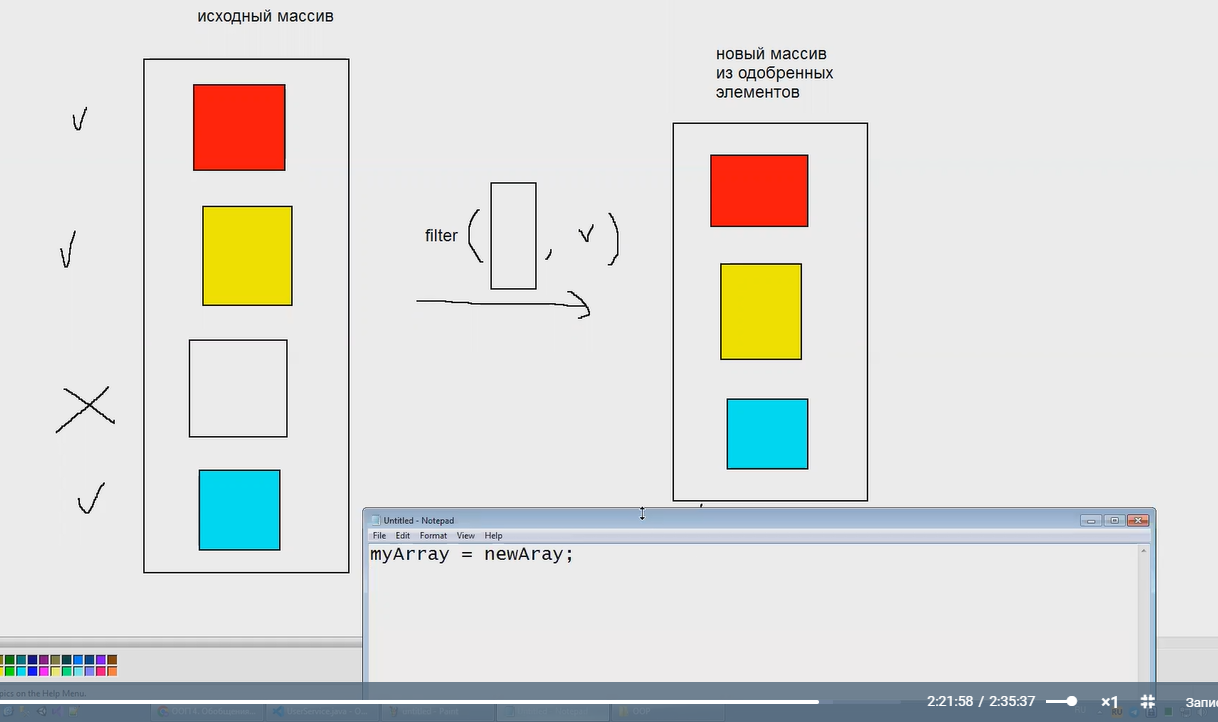 исходный массив
новый массив
из одобренных
элементов
filter ( , v )
Untitled - Notepad
File Edit Format View Help
myArray = newAray;
pics on the Help Menu.
2:21:58 / 2:35:37
×1
Запис